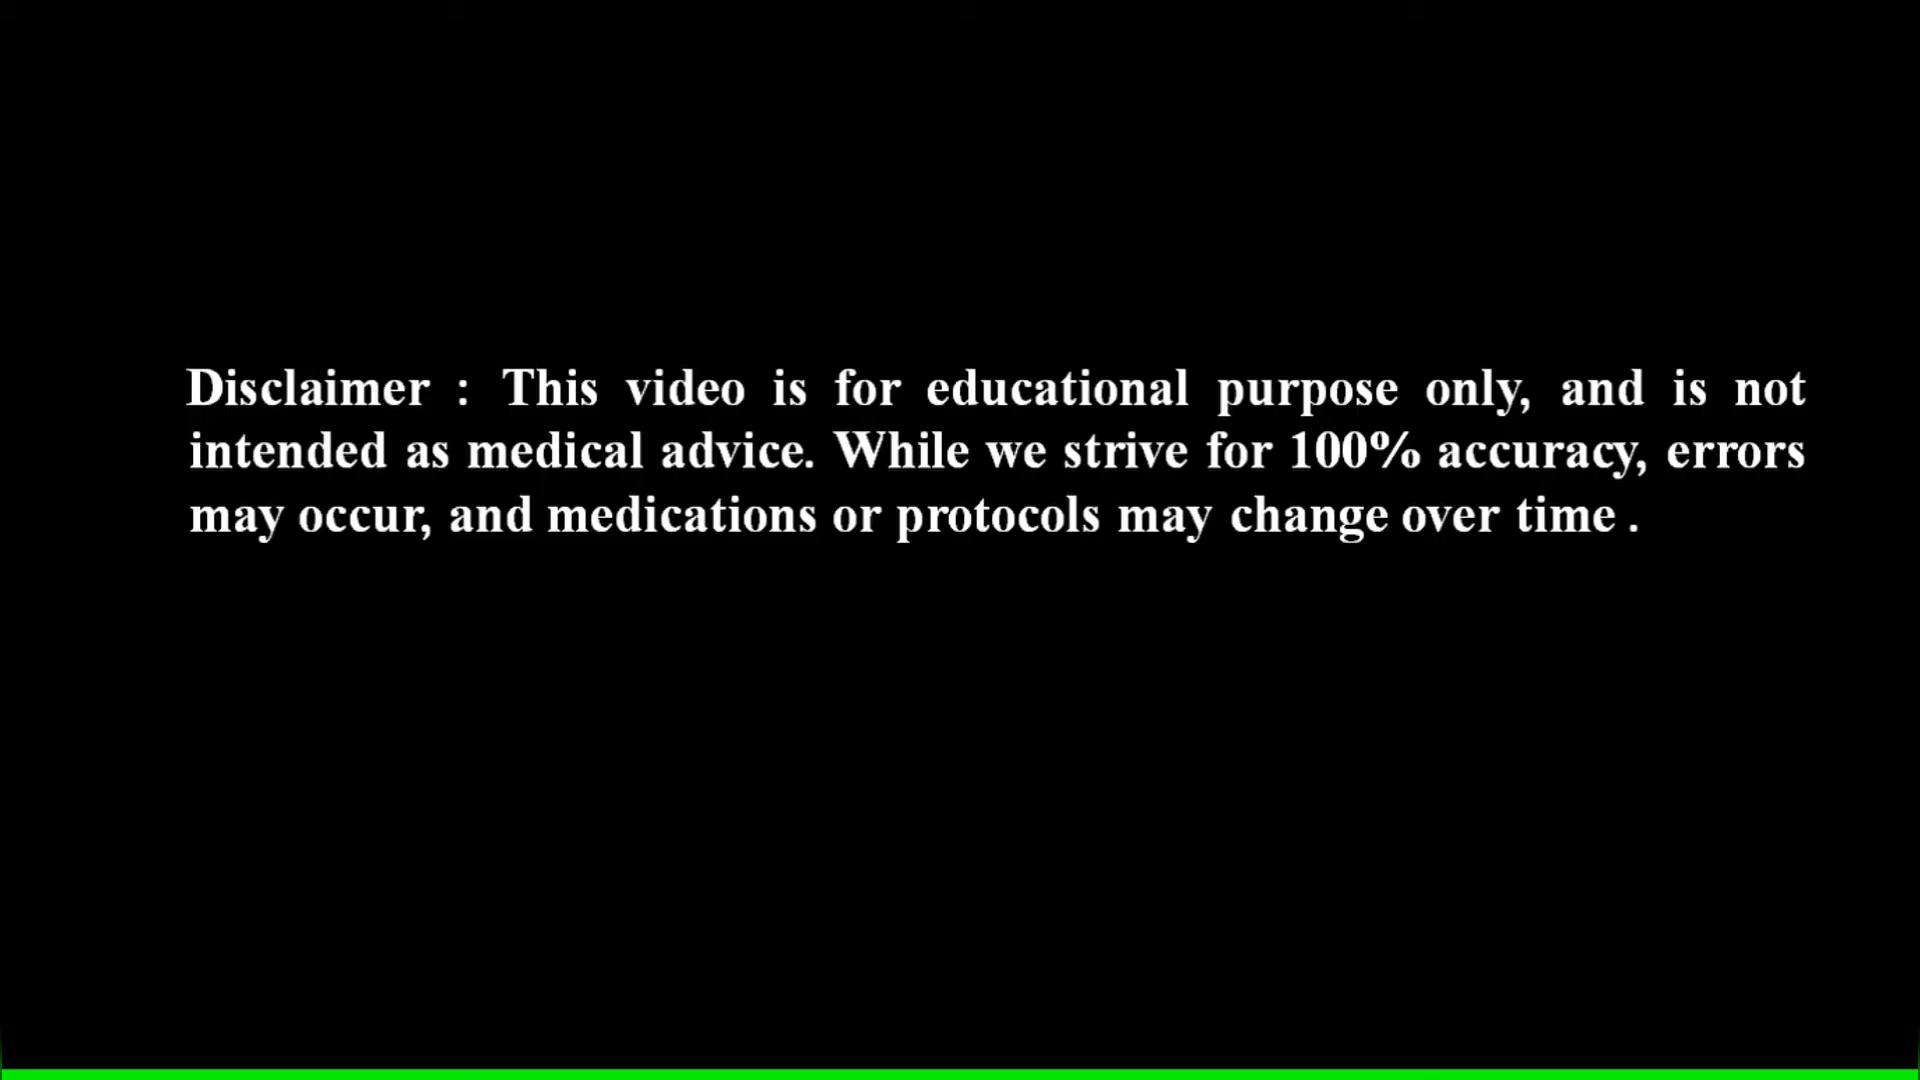 Disclaimer : This video is for educational purpose only, and is not
intended as medical advice. While we strive for 100% accuracy, errors
may occur, and medications or protocols may change over time .